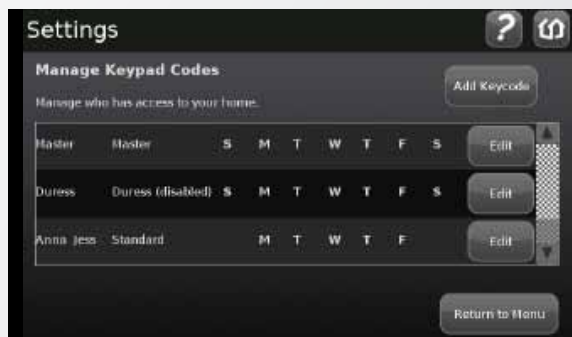 Settings ?
Manage Keypad Codes
Add Keycode
Manage who has access to your home.
Master Master S M T W T F S Edit
Duress Duress (disabled) S M T W T F S Edit
Anna Jess Standard M T W T F Edit
Return to Menu